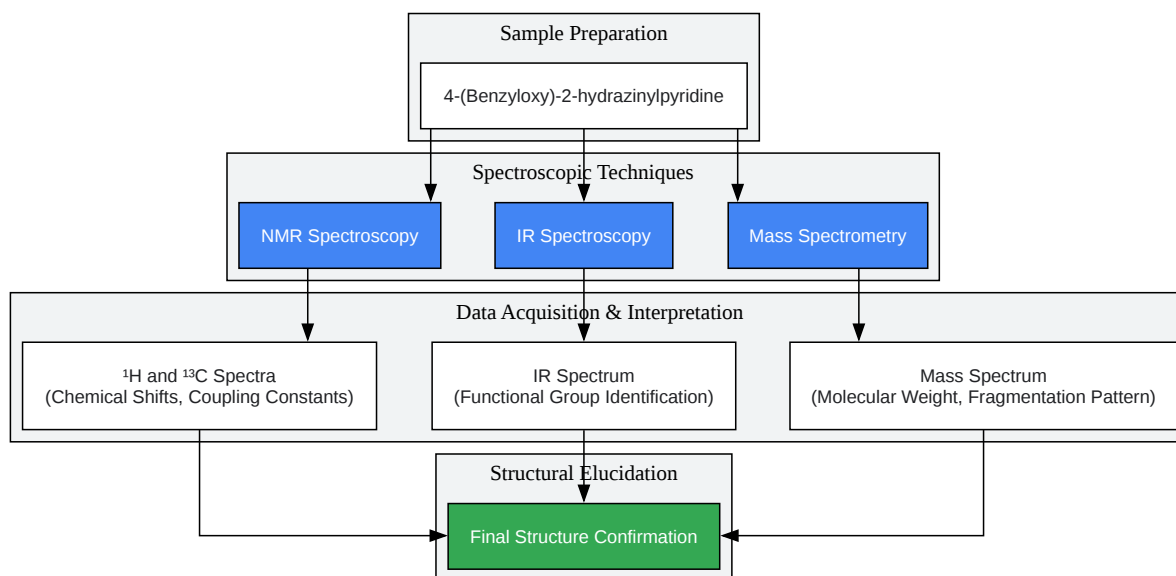 Sample Preparation
4-(Benzyloxy)-2-hydrazinylpyridine
Spectroscopic Techniques
NMR Spectroscopy
IR Spectroscopy
Mass Spectrometry
Data Acquisition & Interpretation
¹H and ¹³C Spectra
(Chemical Shifts, Coupling Constants)
IR Spectrum
(Functional Group Identification)
Mass Spectrum
(Molecular Weight, Fragmentation Pattern)
Structural Elucidation
Final Structure Confirmation